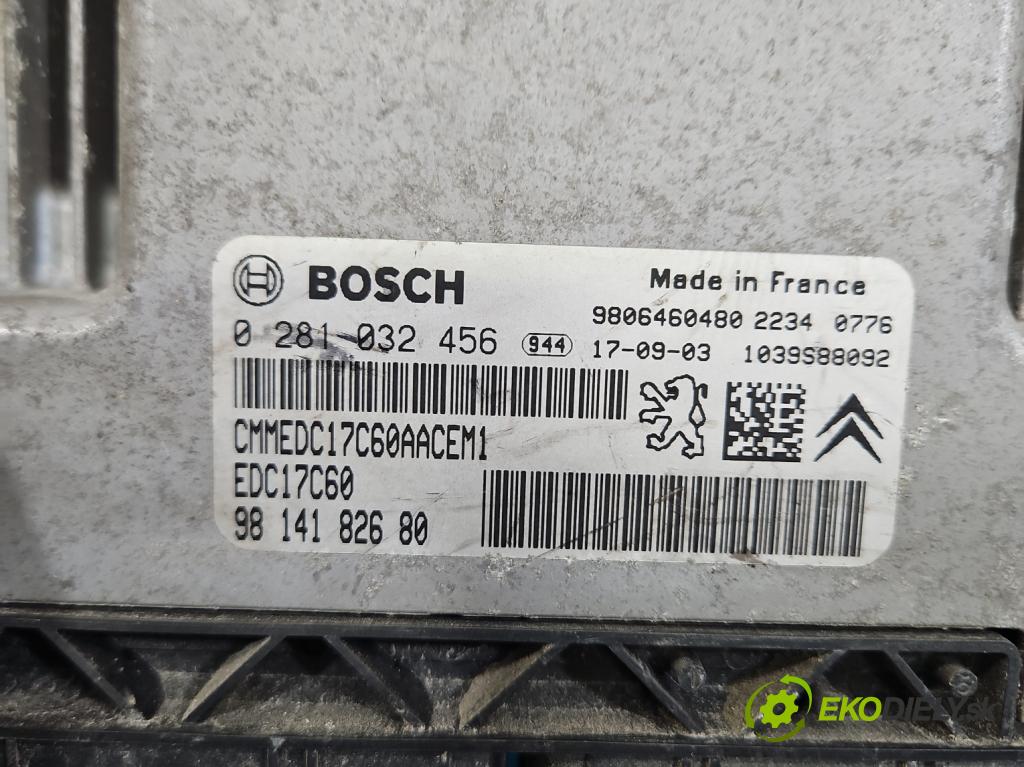 BOSCH
Made in France
9806460480 2234 0776
0 281 032 456 944 17-09-03 1039S88092
CMMEDC17C60AACEM1
EDC17C60
98 141 826 80
EKODIELY.sk